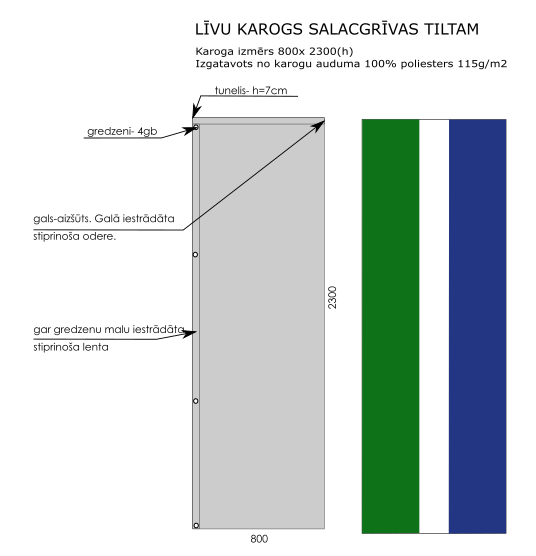 LĪVU KAROGS SALACGRĪVAS TILTAM
Karoga izmērs 800x 2300(h)
Izgatavots no karogu auduma 100% poliesters 115g/m2
tunelis- h=7cm
gredzeni- 4gb
gals-aizšūts. Galā iestrādāta
stiprinoša odere.
2300
gar gredzenu malu iestrādāta
stiprinoša lenta
800